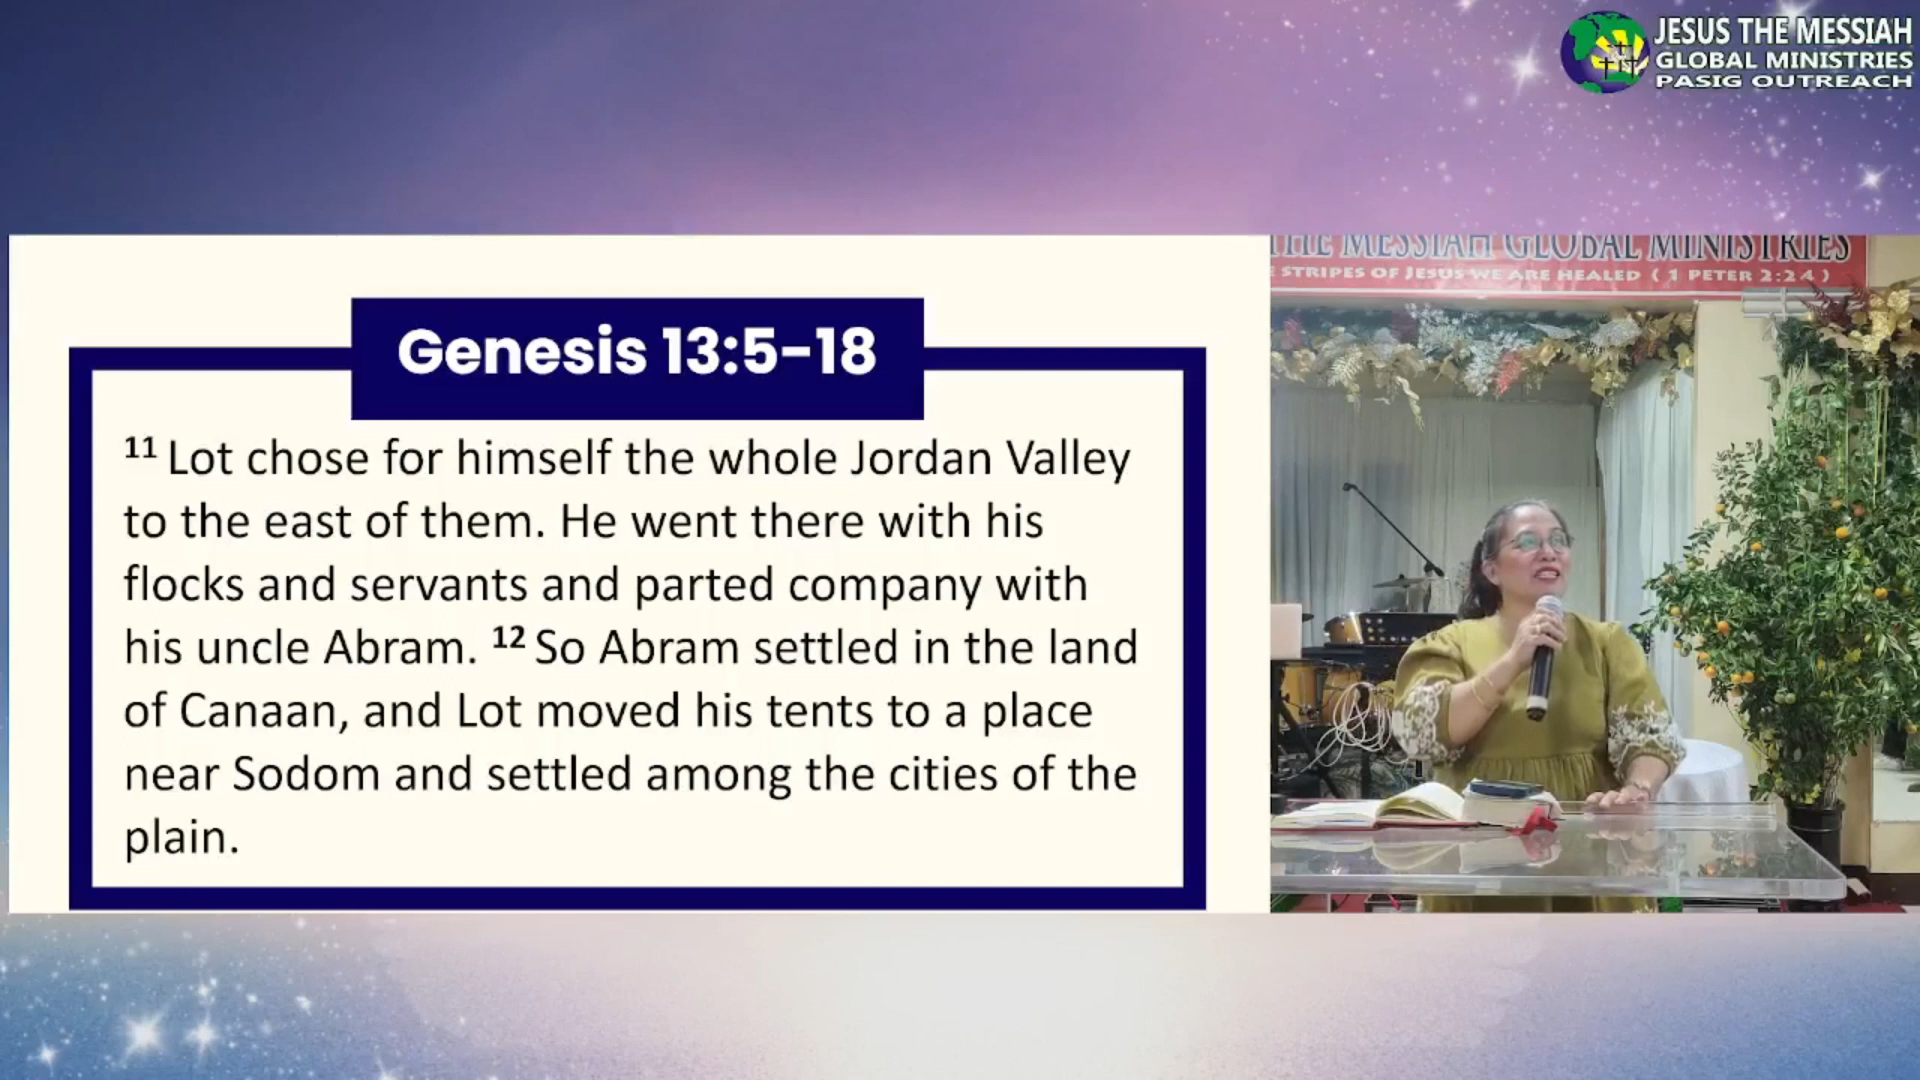 JESUS THE MESSIAH
GLOBAL MINISTRIES
PASIG OUTREACH
THE MESSIAH GLOBAL MINISTRIES
STRIPES OF JESUS WE ARE HEALED ( 1 PETER 2:24 )
Genesis 13:5-18
11 Lot chose for himself the whole Jordan Valley
to the east of them. He went there with his
flocks and servants and parted company with
his uncle Abram. 12 So Abram settled in the land
of Canaan, and Lot moved his tents to a place
near Sodom and settled among the cities of the
plain.